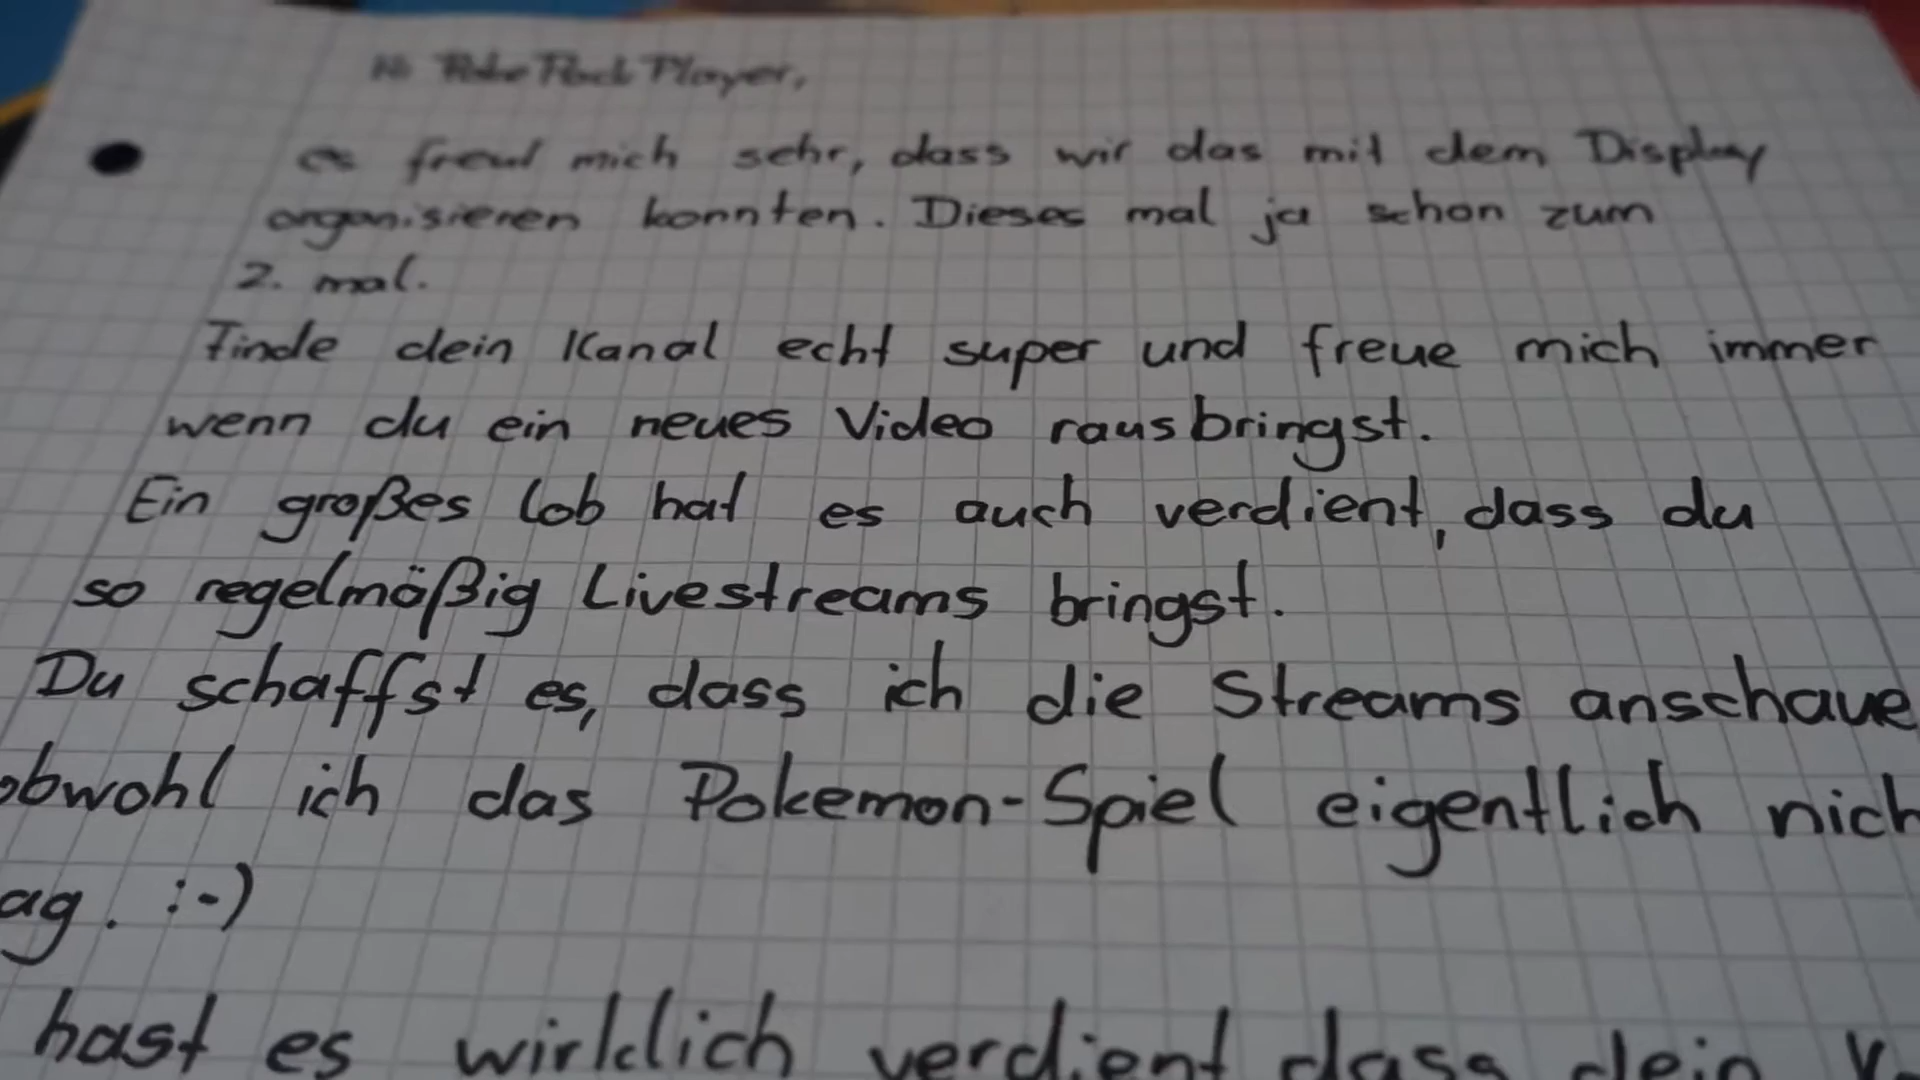 Hi PokePackPlayer,
es freut mich sehr, dass wir das mit dem Display
organisieren konnten. Dieses mal ja schon zum
2. mal.
Finde dein Kanal echt super und freue mich immer
wenn du ein neues Video rausbringst.
Ein großes Lob hat es auch verdient, dass du
so regelmäßig Livestreams bringst.
Du schaffst es, dass ich die Streams anschaue
obwohl ich das Pokemon-Spiel eigentlich nich
ag. :-)
hast es wirklich verdient dass dein